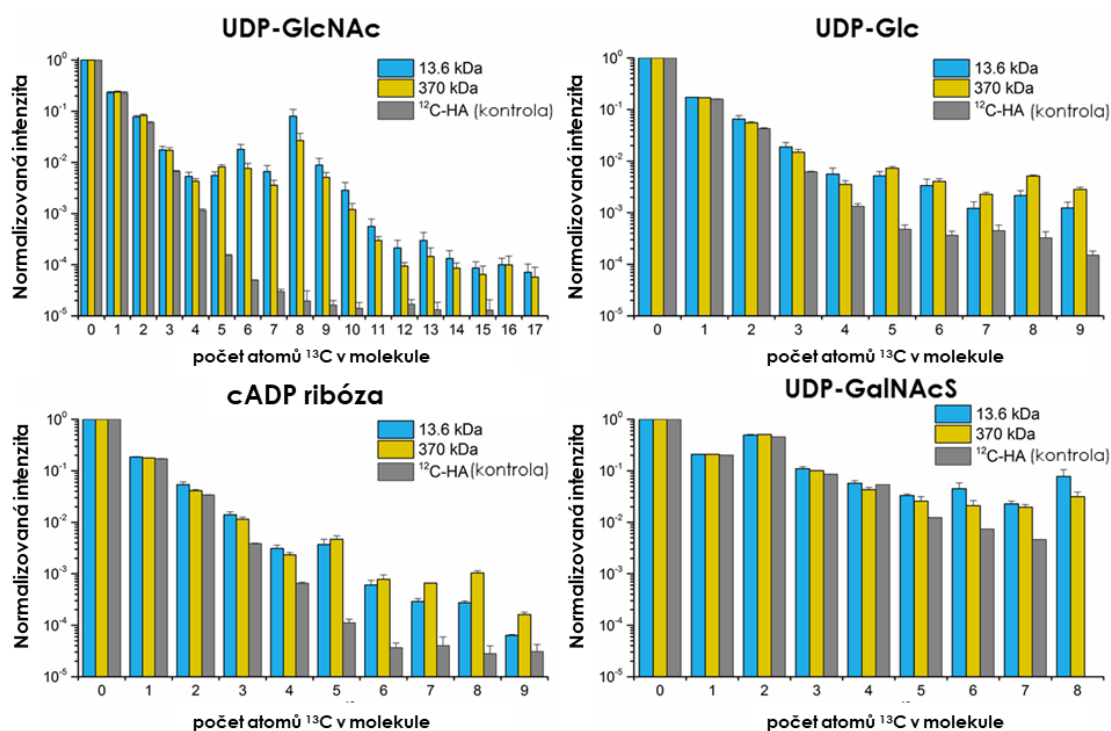 UDP-GlcNAc
Normalizovaná intenzita
10⁰
10⁻¹
10⁻²
10⁻³
10⁻⁴
10⁻⁵
13.6 kDa
370 kDa
¹²C-HA (kontrola)
0 1 2 3 4 5 6 7 8 9 10 11 12 13 14 15 16 17
počet atomů ¹³C v molekule
UDP-Glc
Normalizovaná intenzita
10⁰
10⁻¹
10⁻²
10⁻³
10⁻⁴
10⁻⁵
13.6 kDa
370 kDa
¹²C-HA (kontrola)
0 1 2 3 4 5 6 7 8 9
počet atomů ¹³C v molekule
cADP ribóza
Normalizovaná intenzita
10⁰
10⁻¹
10⁻²
10⁻³
10⁻⁴
10⁻⁵
13.6 kDa
370 kDa
¹²C-HA (kontrola)
0 1 2 3 4 5 6 7 8 9
počet atomů ¹³C v molekule
UDP-GalNAcS
Normalizovaná intenzita
10⁰
10⁻¹
10⁻²
10⁻³
10⁻⁴
10⁻⁵
13.6 kDa
370 kDa
¹²C-HA (kontrola)
0 1 2 3 4 5 6 7 8
počet atomů ¹³C v molekule